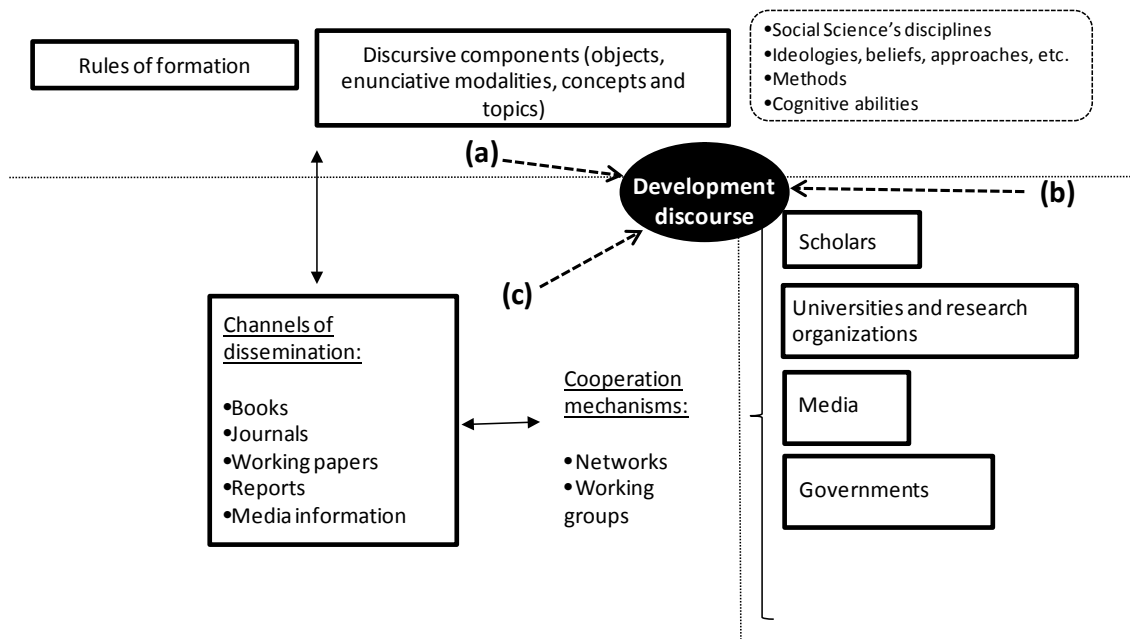 Rules of formation
Discursive components (objects,
enunciative modalities, concepts and
topics)
•Social Science's disciplines
•Ideologies, beliefs, approaches, etc.
•Methods
•Cognitive abilities
(a)
Development
discourse
(b)
(c)
Channels of
dissemination:
•Books
•Journals
•Working papers
•Reports
•Media information
Cooperation
mechanisms:
•Networks
•Working
groups
Scholars
Universities and research
organizations
Media
Governments